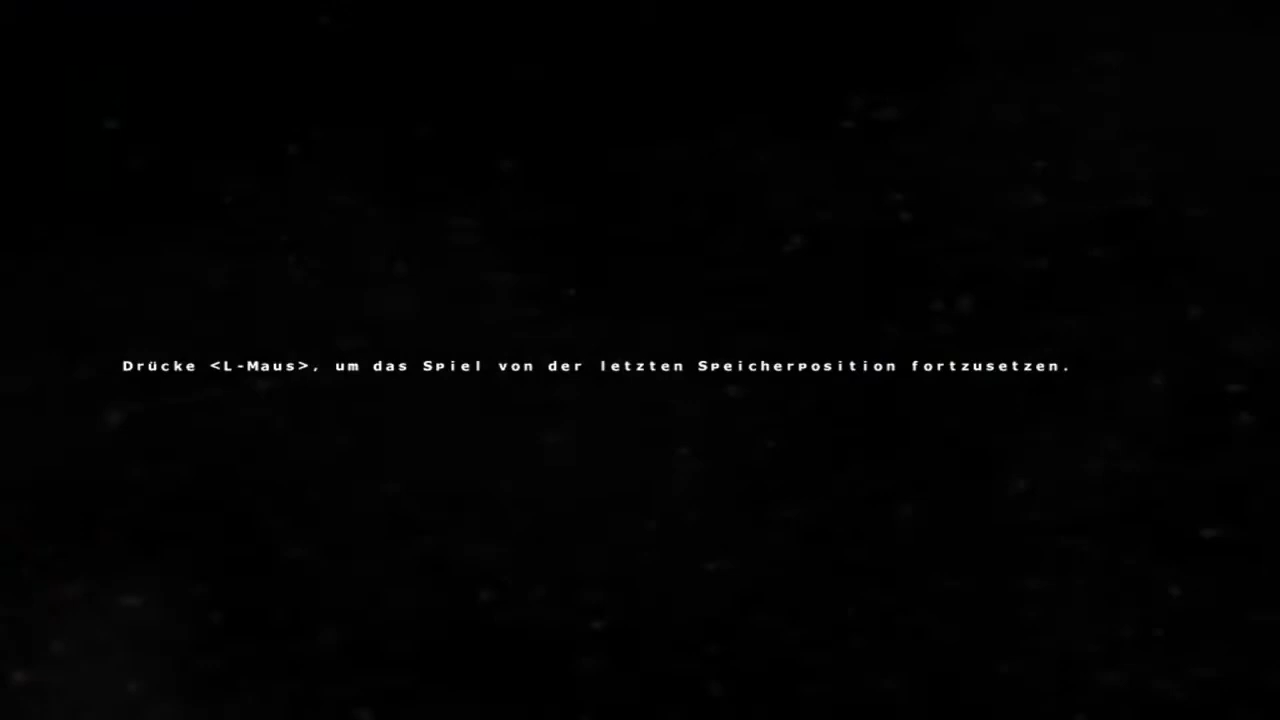 Drücke <L-Maus>, um das Spiel von der letzten Speicherposition fortzusetzen.